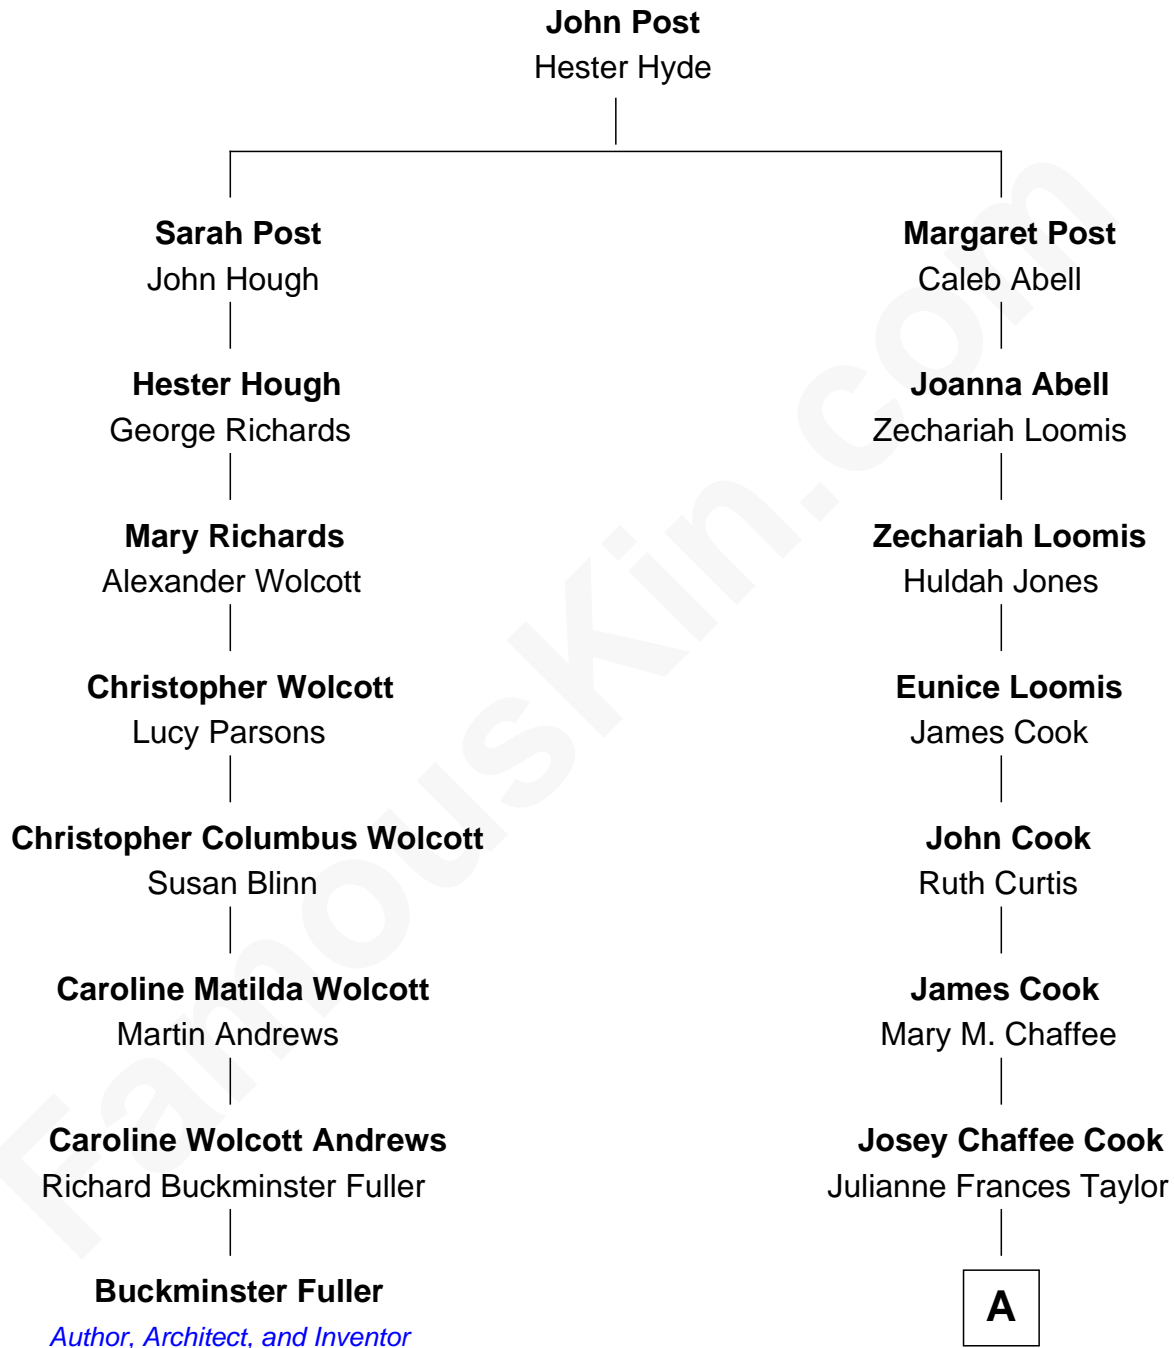 John Post
Hester Hyde
Sarah Post
John Hough
Margaret Post
Caleb Abell
Hester Hough
George Richards
Joanna Abell
Zechariah Loomis
Mary Richards
Alexander Wolcott
Zechariah Loomis
Huldah Jones
Christopher Wolcott
Lucy Parsons
Eunice Loomis
James Cook
Christopher Columbus Wolcott
Susan Blinn
John Cook
Ruth Curtis
Caroline Matilda Wolcott
Martin Andrews
James Cook
Mary M. Chaffee
Caroline Wolcott Andrews
Richard Buckminster Fuller
Josey Chaffee Cook
Julianne Frances Taylor
Buckminster Fuller
Author, Architect, and Inventor
A
FamousKin.com